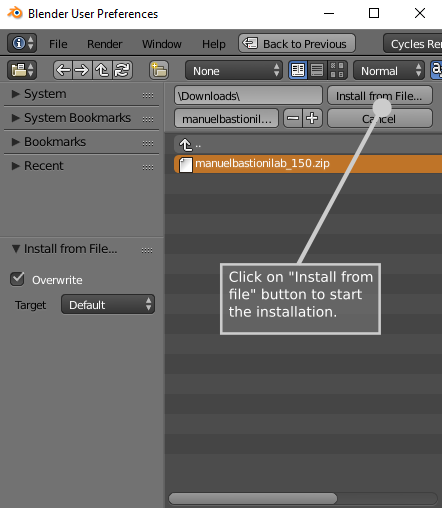 Blender User Preferences
File Render Window Help Back to Previous Cycles Re
None Normal
System
System Bookmarks
Bookmarks
Recent
Install from File...
Overwrite
Target Default
\Downloads\ Install from File...
manuelbastionil... Cancel
..
manuelbastionilab_150.zip
Click on "Install from
file" button to start
the installation.